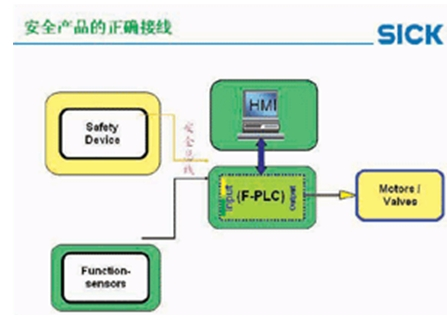 安全产品的正确接线
SICK
Safety
Device
安全总线
HMI
Input
(F-PLC)
Output
Motors /
Valves
Function-
sensors